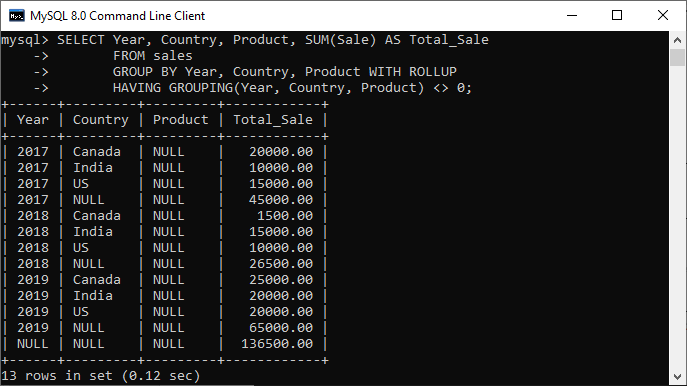 MySQL 8.0 Command Line Client
mysql> SELECT Year, Country, Product, SUM(Sale) AS Total_Sale
    ->        FROM sales
    ->        GROUP BY Year, Country, Product WITH ROLLUP
    ->        HAVING GROUPING(Year, Country, Product) <> 0;
+------+---------+---------+------------+
| Year | Country | Product | Total_Sale |
+------+---------+---------+------------+
| 2017 | Canada  | NULL    |   20000.00 |
| 2017 | India   | NULL    |   10000.00 |
| 2017 | US      | NULL    |   15000.00 |
| 2017 | NULL    | NULL    |   45000.00 |
| 2018 | Canada  | NULL    |    1500.00 |
| 2018 | India   | NULL    |   15000.00 |
| 2018 | US      | NULL    |   10000.00 |
| 2018 | NULL    | NULL    |   26500.00 |
| 2019 | Canada  | NULL    |   25000.00 |
| 2019 | India   | NULL    |   20000.00 |
| 2019 | US      | NULL    |   20000.00 |
| 2019 | NULL    | NULL    |   65000.00 |
| NULL | NULL    | NULL    |  136500.00 |
+------+---------+---------+------------+
13 rows in set (0.12 sec)